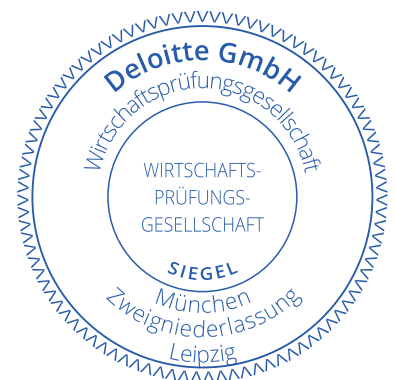 Deloitte GmbH
Wirtschaftsprüfungsgesellschaft
WIRTSCHAFTS-
PRÜFUNGS-
GESELLSCHAFT
SIEGEL
München
Zweigniederlassung
Leipzig